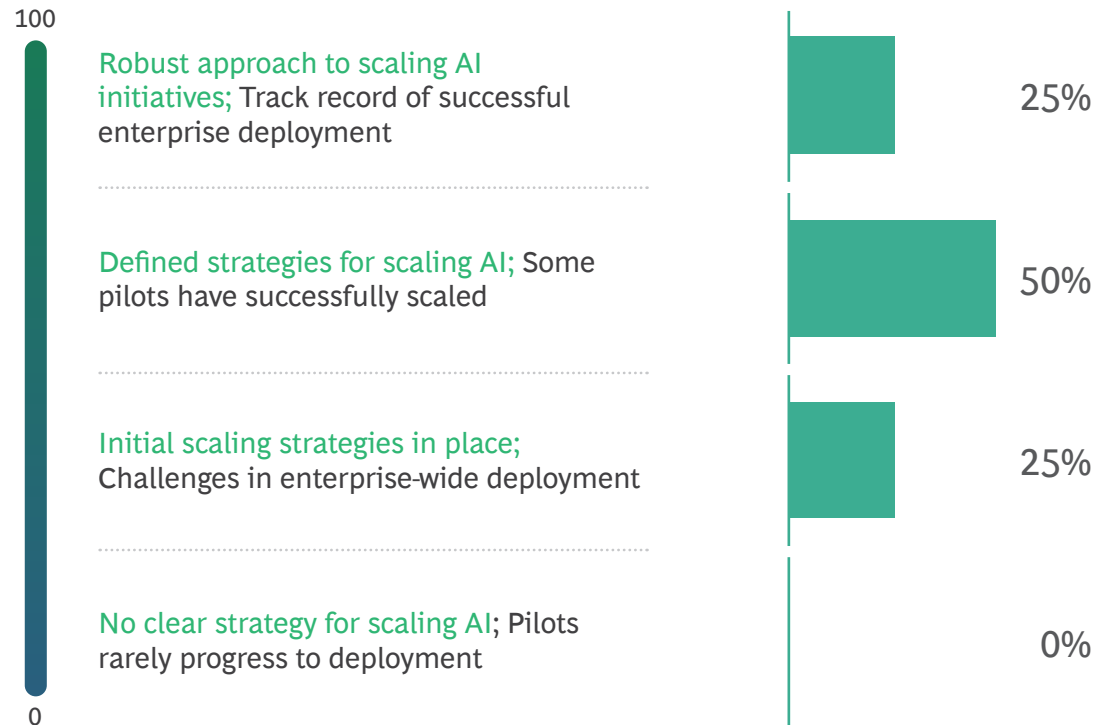 100
Robust approach to scaling AI
initiatives; Track record of successful
enterprise deployment
25%
Defined strategies for scaling AI; Some
pilots have successfully scaled
50%
Initial scaling strategies in place;
Challenges in enterprise-wide deployment
25%
No clear strategy for scaling AI; Pilots
rarely progress to deployment
0%
0